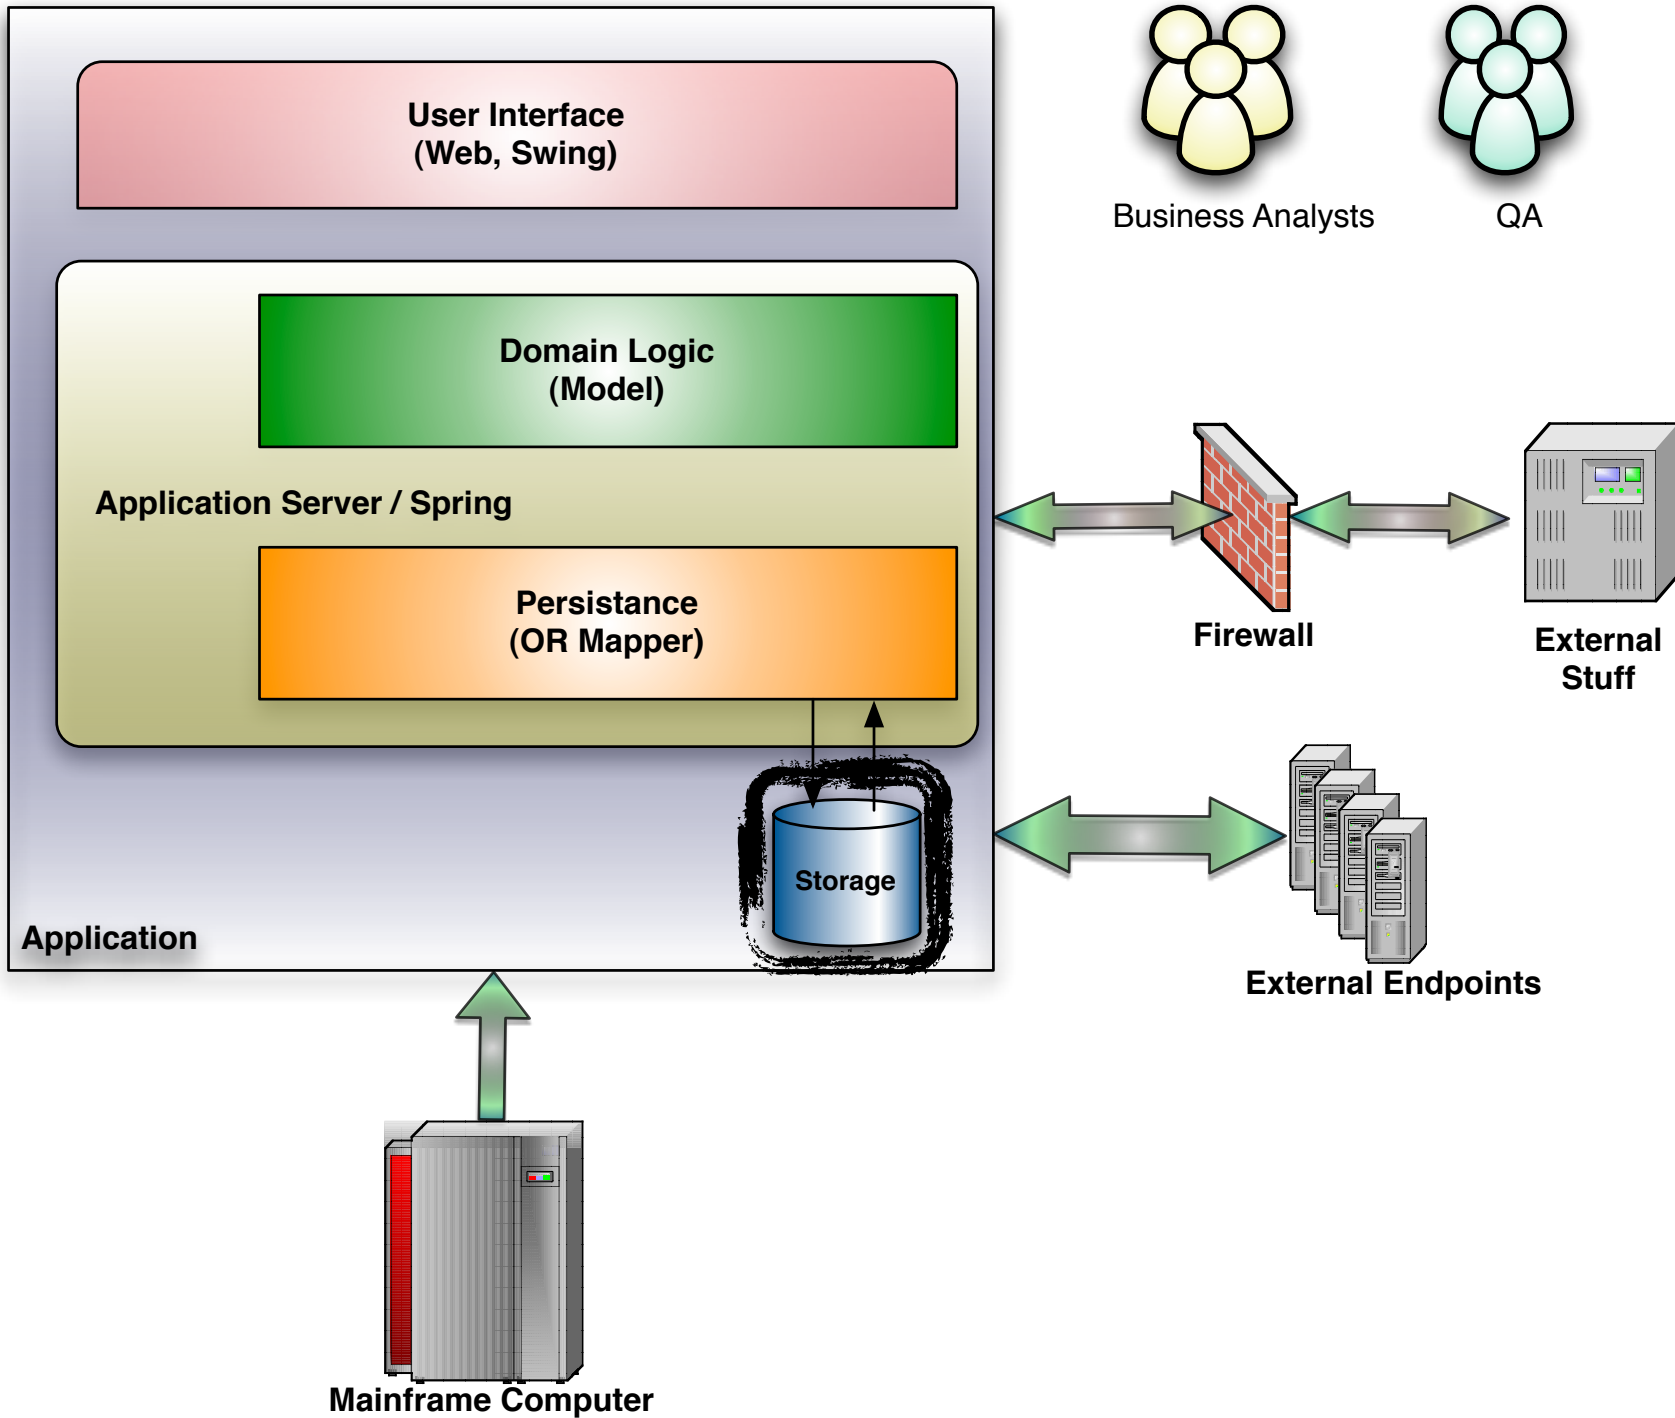 User Interface
(Web, Swing)
Business Analysts
QA
Domain Logic
(Model)
Application Server / Spring
Persistance
(OR Mapper)
Firewall
External
Stuff
Storage
Application
External Endpoints
Mainframe Computer